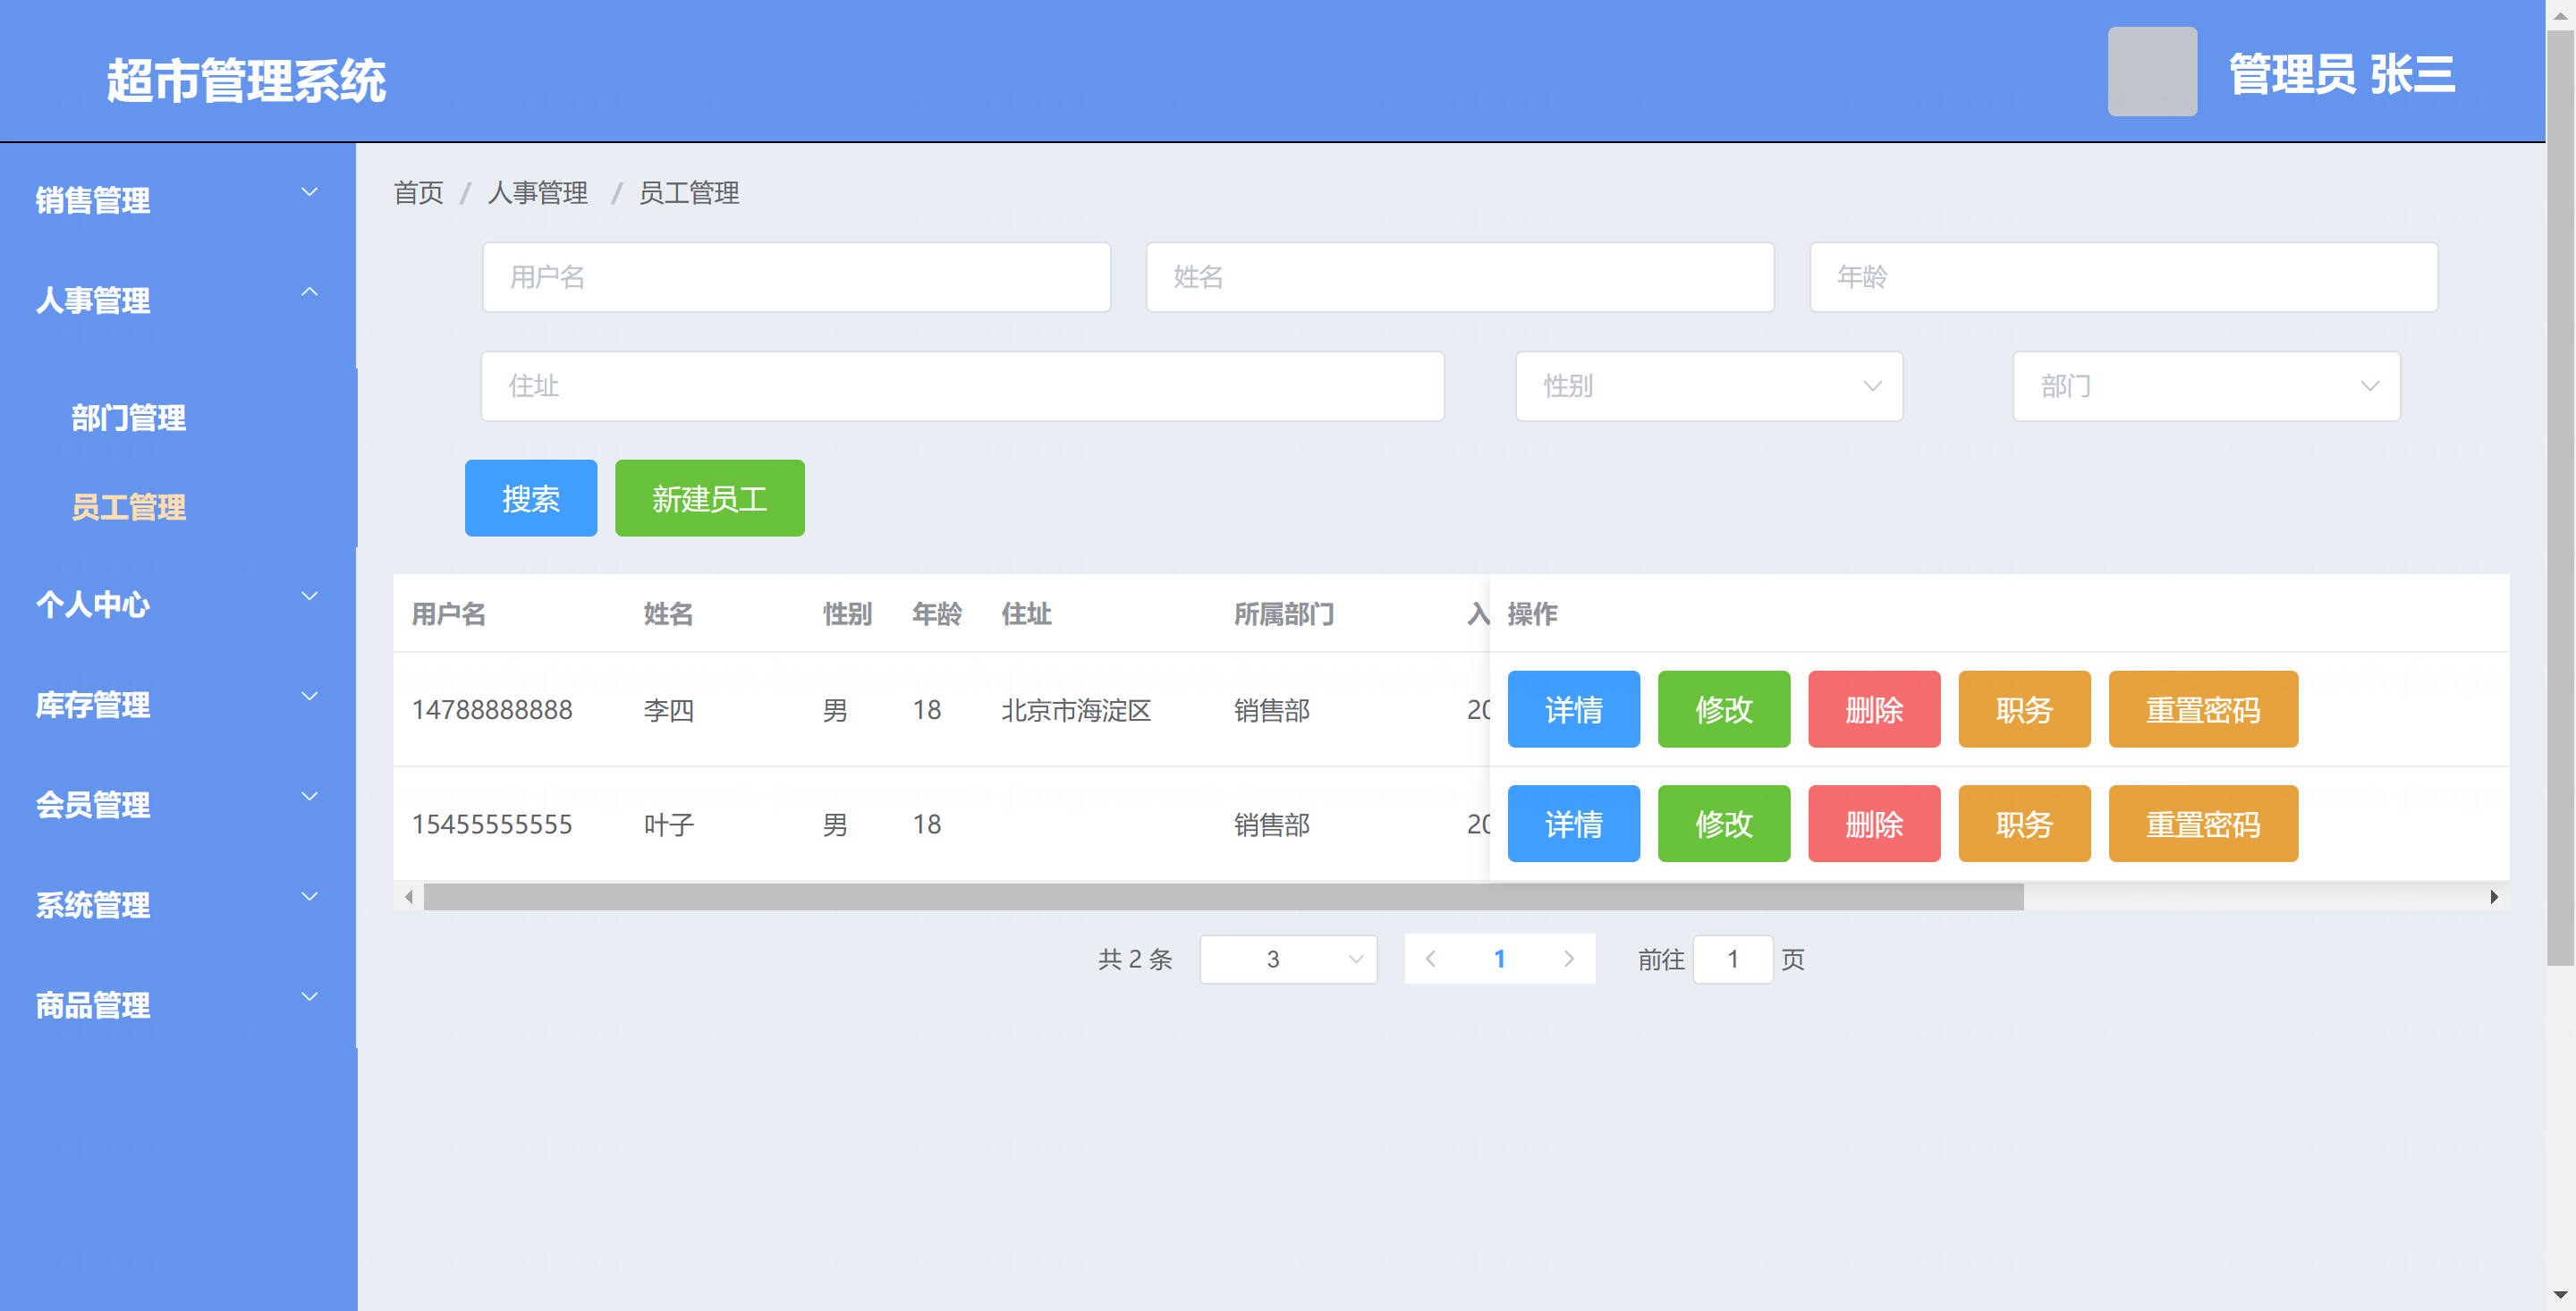 超市管理系统
管理员 张三
销售管理
人事管理
部门管理
员工管理
个人中心
库存管理
会员管理
系统管理
商品管理
首页 / 人事管理 / 员工管理
用户名 姓名 年龄
住址 性别 部门
搜索 新建员工
用户名 姓名 性别 年龄 住址 所属部门 入 操作
14788888888 李四 男 18 北京市海淀区 销售部 20 详情 修改 删除 职务 重置密码
15455555555 叶子 男 18 销售部 20 详情 修改 删除 职务 重置密码
共 2 条 3 1 前往 1 页